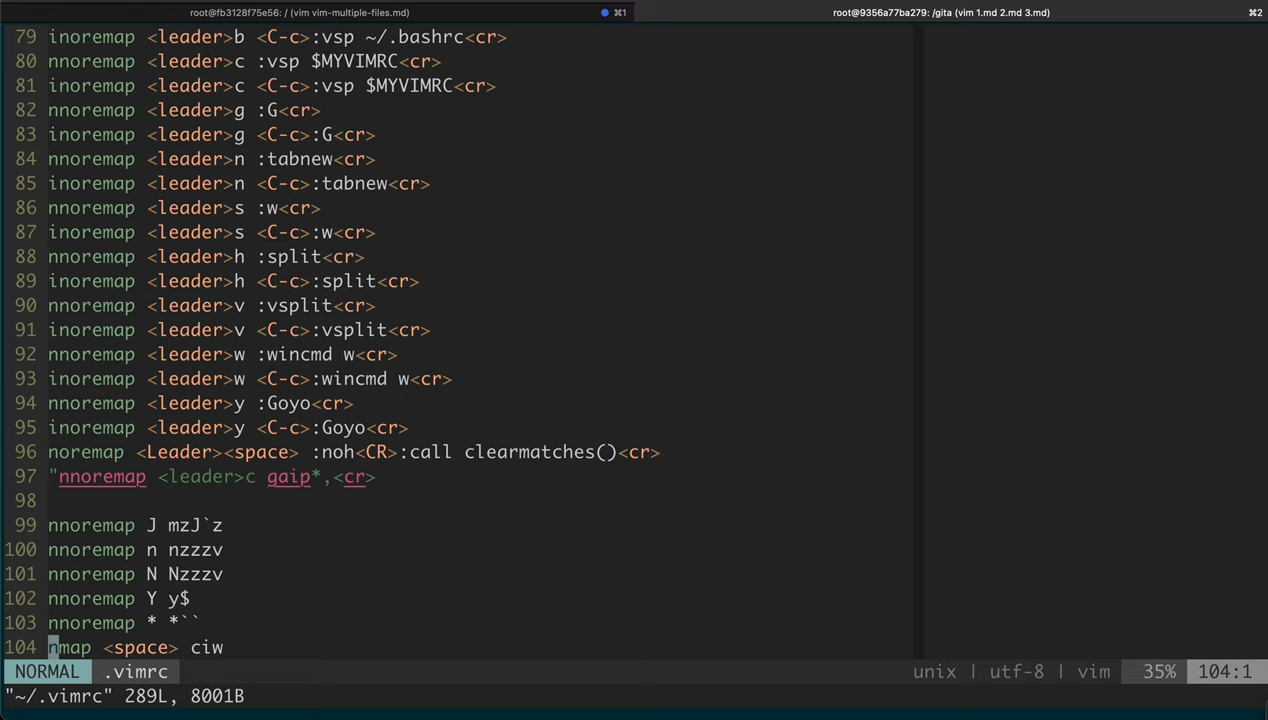 root@fb3128f75e56: / (vim vim-multiple-files.md) ⌘1 root@9356a77ba279: /gita (vim 1.md 2.md 3.md) ⌘2
79 inoremap <leader>b <C-c>:vsp ~/.bashrc<cr>
80 nnoremap <leader>c :vsp $MYVIMRC<cr>
81 inoremap <leader>c <C-c>:vsp $MYVIMRC<cr>
82 nnoremap <leader>g :G<cr>
83 inoremap <leader>g <C-c>:G<cr>
84 nnoremap <leader>n :tabnew<cr>
85 inoremap <leader>n <C-c>:tabnew<cr>
86 nnoremap <leader>s :w<cr>
87 inoremap <leader>s <C-c>:w<cr>
88 nnoremap <leader>h :split<cr>
89 inoremap <leader>h <C-c>:split<cr>
90 nnoremap <leader>v :vsplit<cr>
91 inoremap <leader>v <C-c>:vsplit<cr>
92 nnoremap <leader>w :wincmd w<cr>
93 inoremap <leader>w <C-c>:wincmd w<cr>
94 nnoremap <leader>y :Goyo<cr>
95 inoremap <leader>y <C-c>:Goyo<cr>
96 noremap <Leader><space> :noh<CR>:call clearmatches()<cr>
97 "nnoremap <leader>c gaip*,<cr>
98
99 nnoremap J mzJ`z
100 nnoremap n nzzzv
101 nnoremap N Nzzzv
102 nnoremap Y y$
103 nnoremap * *``
104 nmap <space> ciw
NORMAL .vimrc unix | utf-8 | vim 35% 104:1
"~/.vimrc" 289L, 8001B